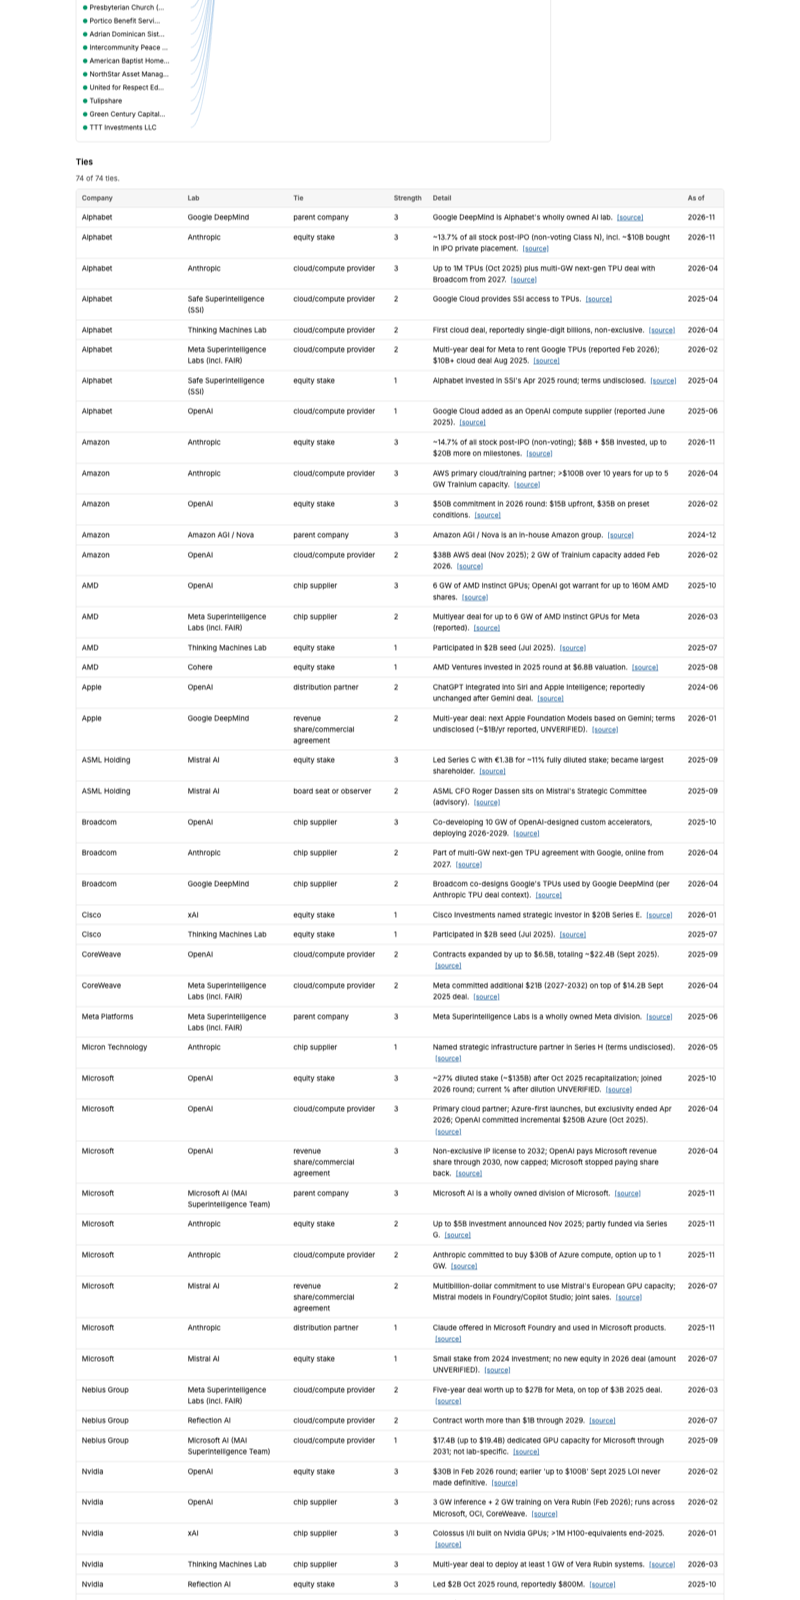 Presbyterian Church (...
Portico Benefit Servi...
Adrian Dominican Sist...
Intercommunity Peace ...
American Baptist Home...
NorthStar Asset Manag...
United for Respect Ed...
Tulipshare
Green Century Capital...
TTT Investments LLC
Ties
74 of 74 ties.
Company Lab Tie Strength Detail As of
Alphabet Google DeepMind parent company 3 Google DeepMind is Alphabet's wholly owned AI lab. [source] 2026-11
Alphabet Anthropic equity stake 3 ~13.7% of all stock post-IPO (non-voting Class N), incl. ~$10B bought 2026-11
in IPO private placement. [source]
Alphabet Anthropic cloud/compute provider 3 Up to 1M TPUs (Oct 2025) plus multi-GW next-gen TPU deal with 2026-04
Broadcom from 2027. [source]
Alphabet Safe Superintelligence cloud/compute provider 2 Google Cloud provides SSI access to TPUs. [source] 2025-04
(SSI)
Alphabet Thinking Machines Lab cloud/compute provider 2 First cloud deal, reportedly single-digit billions, non-exclusive. [source] 2026-04
Alphabet Meta Superintelligence cloud/compute provider 2 Multi-year deal for Meta to rent Google TPUs (reported Feb 2026); 2026-02
Labs (incl. FAIR) $10B+ cloud deal Aug 2025. [source]
Alphabet Safe Superintelligence equity stake 1 Alphabet invested in SSI's Apr 2025 round; terms undisclosed. [source] 2025-04
(SSI)
Alphabet OpenAI cloud/compute provider 1 Google Cloud added as an OpenAI compute supplier (reported June 2025-06
2025). [source]
Amazon Anthropic equity stake 3 ~14.7% of all stock post-IPO (non-voting); $8B + $5B invested, up to 2026-11
$20B more on milestones. [source]
Amazon Anthropic cloud/compute provider 3 AWS primary cloud/training partner; >$100B over 10 years for up to 5 2026-04
GW Trainium capacity. [source]
Amazon OpenAI equity stake 3 $50B commitment in 2026 round: $15B upfront, $35B on preset 2026-02
conditions. [source]
Amazon Amazon AGI / Nova parent company 3 Amazon AGI / Nova is an in-house Amazon group. [source] 2024-12
Amazon OpenAI cloud/compute provider 2 $38B AWS deal (Nov 2025); 2 GW of Trainium capacity added Feb 2026-02
2026. [source]
AMD OpenAI chip supplier 3 6 GW of AMD Instinct GPUs; OpenAI got warrant for up to 160M AMD 2025-10
shares. [source]
AMD Meta Superintelligence chip supplier 2 Multiyear deal for up to 6 GW of AMD Instinct GPUs for Meta 2026-03
Labs (incl. FAIR) (reported). [source]
AMD Thinking Machines Lab equity stake 1 Participated in $2B seed (Jul 2025). [source] 2025-07
AMD Cohere equity stake 1 AMD Ventures invested in 2025 round at $6.8B valuation. [source] 2025-08
Apple OpenAI distribution partner 2 ChatGPT integrated into Siri and Apple Intelligence; reportedly 2024-06
unchanged after Gemini deal. [source]
Apple Google DeepMind revenue 2 Multi-year deal: next Apple Foundation Models based on Gemini; terms 2026-01
share/commercial undisclosed (~$1B/yr reported, UNVERIFIED). [source]
agreement
ASML Holding Mistral AI equity stake 3 Led Series C with €1.3B for ~11% fully diluted stake; became largest 2025-09
shareholder. [source]
ASML Holding Mistral AI board seat or observer 2 ASML CFO Roger Dassen sits on Mistral's Strategic Committee 2025-09
(advisory). [source]
Broadcom OpenAI chip supplier 3 Co-developing 10 GW of OpenAI-designed custom accelerators, 2025-10
deploying 2026-2029. [source]
Broadcom Anthropic chip supplier 2 Part of multi-GW next-gen TPU agreement with Google, online from 2026-04
2027. [source]
Broadcom Google DeepMind chip supplier 2 Broadcom co-designs Google's TPUs used by Google DeepMind (per 2026-04
Anthropic TPU deal context). [source]
Cisco xAI equity stake 1 Cisco Investments named strategic investor in $20B Series E. [source] 2026-01
Cisco Thinking Machines Lab equity stake 1 Participated in $2B seed (Jul 2025). [source] 2025-07
CoreWeave OpenAI cloud/compute provider 2 Contracts expanded by up to $6.5B, totaling ~$22.4B (Sept 2025). 2025-09
[source]
CoreWeave Meta Superintelligence cloud/compute provider 2 Meta committed additional $21B (2027-2032) on top of $14.2B Sept 2026-04
Labs (incl. FAIR) 2025 deal. [source]
Meta Platforms Meta Superintelligence parent company 3 Meta Superintelligence Labs is a wholly owned Meta division. [source] 2025-06
Labs (incl. FAIR)
Micron Technology Anthropic chip supplier 1 Named strategic infrastructure partner in Series H (terms undisclosed). 2026-05
[source]
Microsoft OpenAI equity stake 3 ~27% diluted stake (~$135B) after Oct 2025 recapitalization; joined 2025-10
2026 round; current % after dilution UNVERIFIED. [source]
Microsoft OpenAI cloud/compute provider 3 Primary cloud partner; Azure-first launches, but exclusivity ended Apr 2026-04
2026; OpenAI committed incremental $250B Azure (Oct 2025).
[source]
Microsoft OpenAI revenue 3 Non-exclusive IP license to 2032; OpenAI pays Microsoft revenue 2026-04
share/commercial share through 2030, now capped; Microsoft stopped paying share
agreement back. [source]
Microsoft Microsoft AI (MAI parent company 3 Microsoft AI is a wholly owned division of Microsoft. [source] 2025-11
Superintelligence Team)
Microsoft Anthropic equity stake 2 Up to $5B investment announced Nov 2025; partly funded via Series 2025-11
G. [source]
Microsoft Anthropic cloud/compute provider 2 Anthropic committed to buy $30B of Azure compute, option up to 1 2025-11
GW. [source]
Microsoft Mistral AI revenue 2 Multibillion-dollar commitment to use Mistral's European GPU capacity; 2026-07
share/commercial Mistral models in Foundry/Copilot Studio; joint sales. [source]
agreement
Microsoft Anthropic distribution partner 1 Claude offered in Microsoft Foundry and used in Microsoft products. 2025-11
[source]
Microsoft Mistral AI equity stake 1 Small stake from 2024 investment; no new equity in 2026 deal (amount 2026-07
UNVERIFIED). [source]
Nebius Group Meta Superintelligence cloud/compute provider 2 Five-year deal worth up to $27B for Meta, on top of $3B 2025 deal. 2026-03
Labs (incl. FAIR) [source]
Nebius Group Reflection AI cloud/compute provider 2 Contract worth more than $1B through 2029. [source] 2026-07
Nebius Group Microsoft AI (MAI cloud/compute provider 1 $17.4B (up to $19.4B) dedicated GPU capacity for Microsoft through 2025-09
Superintelligence Team) 2031; not lab-specific. [source]
Nvidia OpenAI equity stake 3 $30B in Feb 2026 round; earlier 'up to $100B' Sept 2025 LOI never 2026-02
made definitive. [source]
Nvidia OpenAI chip supplier 3 3 GW inference + 2 GW training on Vera Rubin (Feb 2026); runs across 2026-02
Microsoft, OCI, CoreWeave. [source]
Nvidia xAI chip supplier 3 Colossus I/II built on Nvidia GPUs; >1M H100-equivalents end-2025. 2026-01
[source]
Nvidia Thinking Machines Lab chip supplier 3 Multi-year deal to deploy at least 1 GW of Vera Rubin systems. [source] 2026-03
Nvidia Reflection AI equity stake 3 Led $2B Oct 2025 round, reportedly $800M. [source] 2025-10